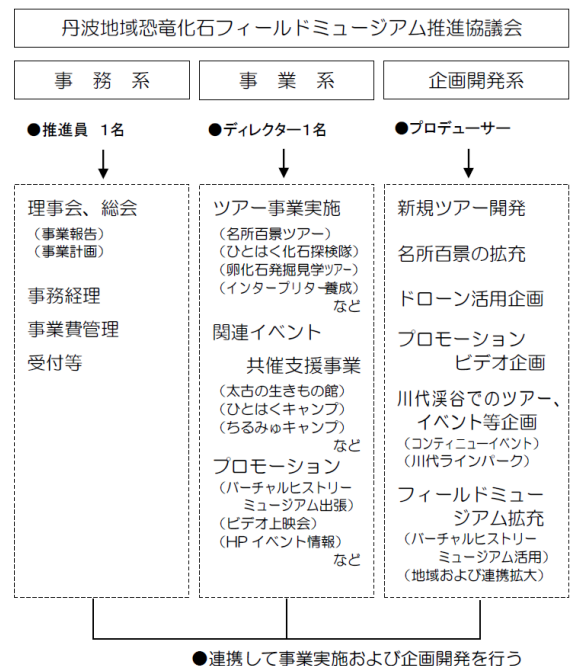 丹波地域恐竜化石フィールドミュージアム推進協議会
事 務 系
●推進員 1名
理事会、総会
（事業報告）
（事業計画）
事務経理
事業費管理
受付等
事 業 系
●ディレクター1名
ツアー事業実施
（名所百景ツアー）
（ひとはく化石探検隊）
（卵化石発掘見学ツアー）
（インタープリター養成）
など
関連イベント
共催支援事業
（太古の生きもの館）
（ひとはくキャンプ）
（ちるみゅキャンプ）
など
プロモーション
（バーチャルヒストリー
ミュージアム出張）
（ビデオ上映会）
（HP イベント情報）
など
企画開発系
●プロデューサー
新規ツアー開発
名所百景の拡充
ドローン活用企画
プロモーション
ビデオ企画
川代渓谷でのツアー、
イベント等企画
（コンティニューイベント）
（川代ラインパーク）
フィールドミュー
ジアム拡充
（バーチャルヒストリー
ミュージアム活用）
（地域および連携拡大）
●連携して事業実施および企画開発を行う